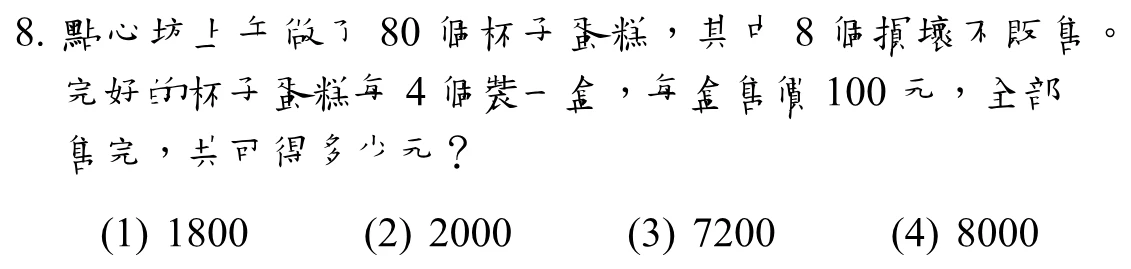 8. 點心坊上午做了 80 個杯子蛋糕，其中 8 個損壞不販售。
完好的杯子蛋糕每 4 個裝一盒，每盒售價 100 元，全部
售完，共可得多少元？
(1) 1800 (2) 2000 (3) 7200 (4) 8000